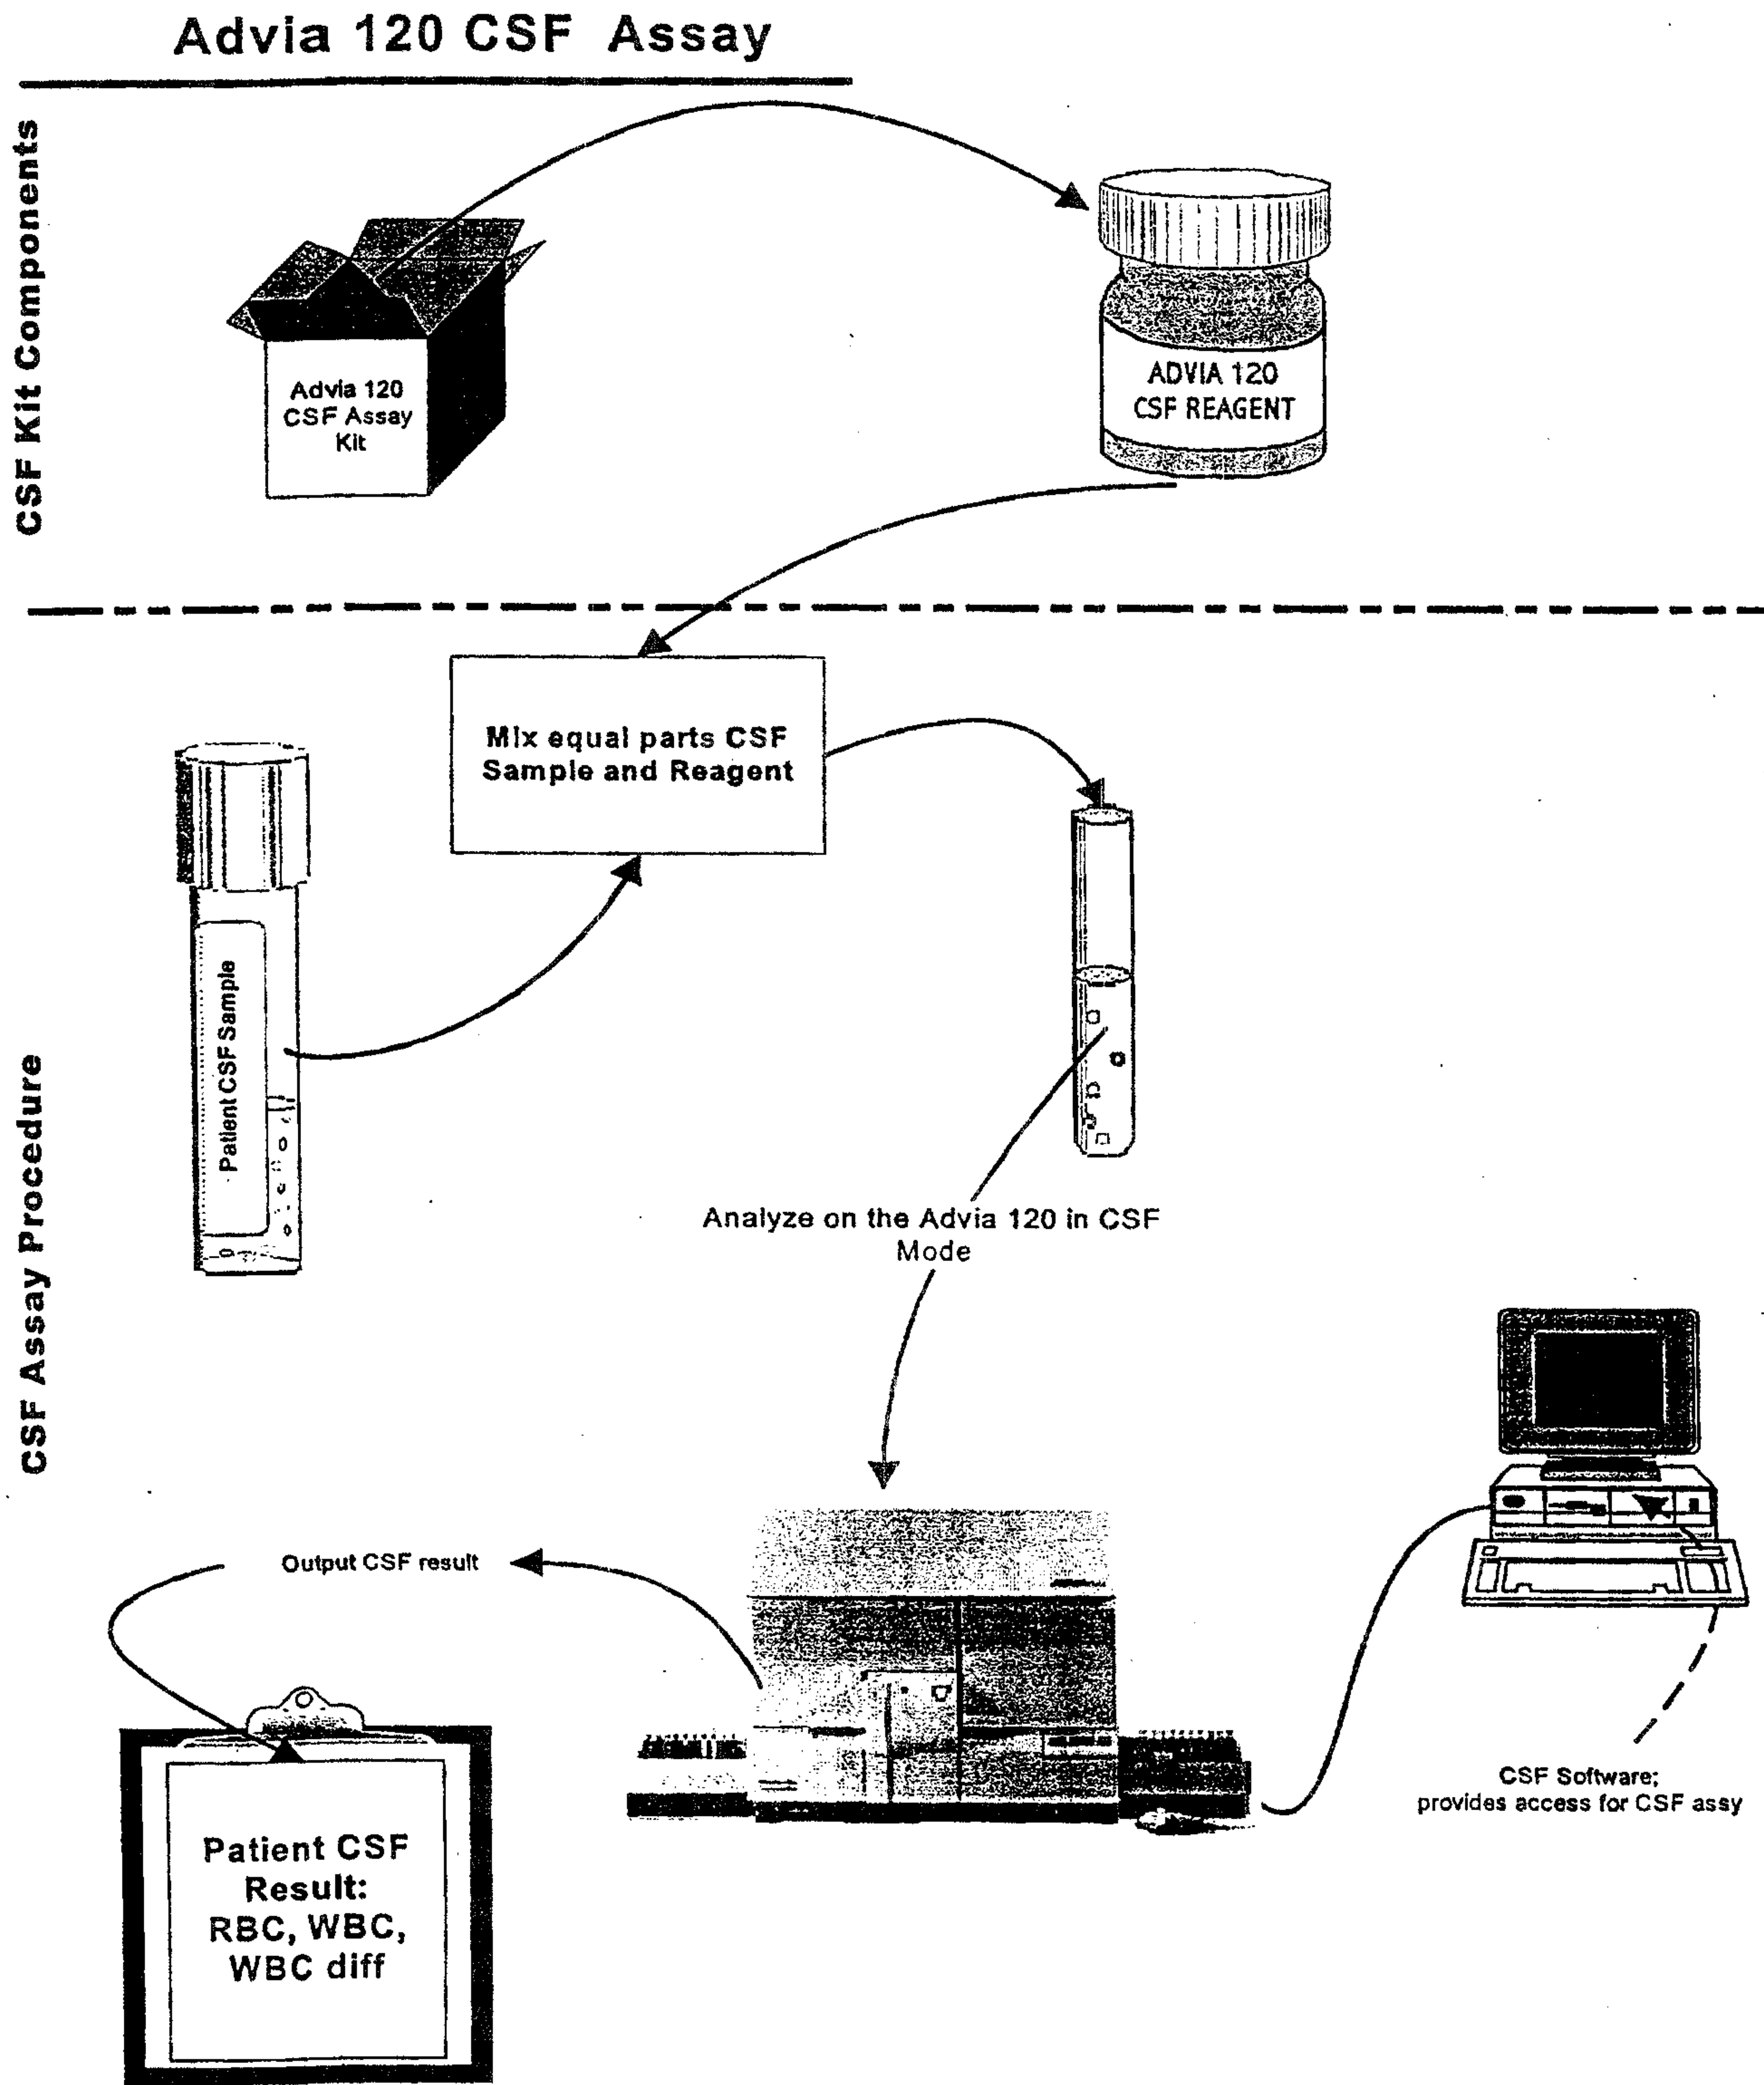 Advia 120 CSF Assay
CSF Kit Components
Advia 120
CSF Assay
Kit
ADVIA 120
CSF REAGENT
Mix equal parts CSF
Sample and Reagent
Patient CSF Sample
CSF Assay Procedure
Analyze on the Advia 120 in CSF
Mode
Output CSF result
CSF Software;
provides access for CSF assy
Patient CSF
Result:
RBC, WBC,
WBC diff